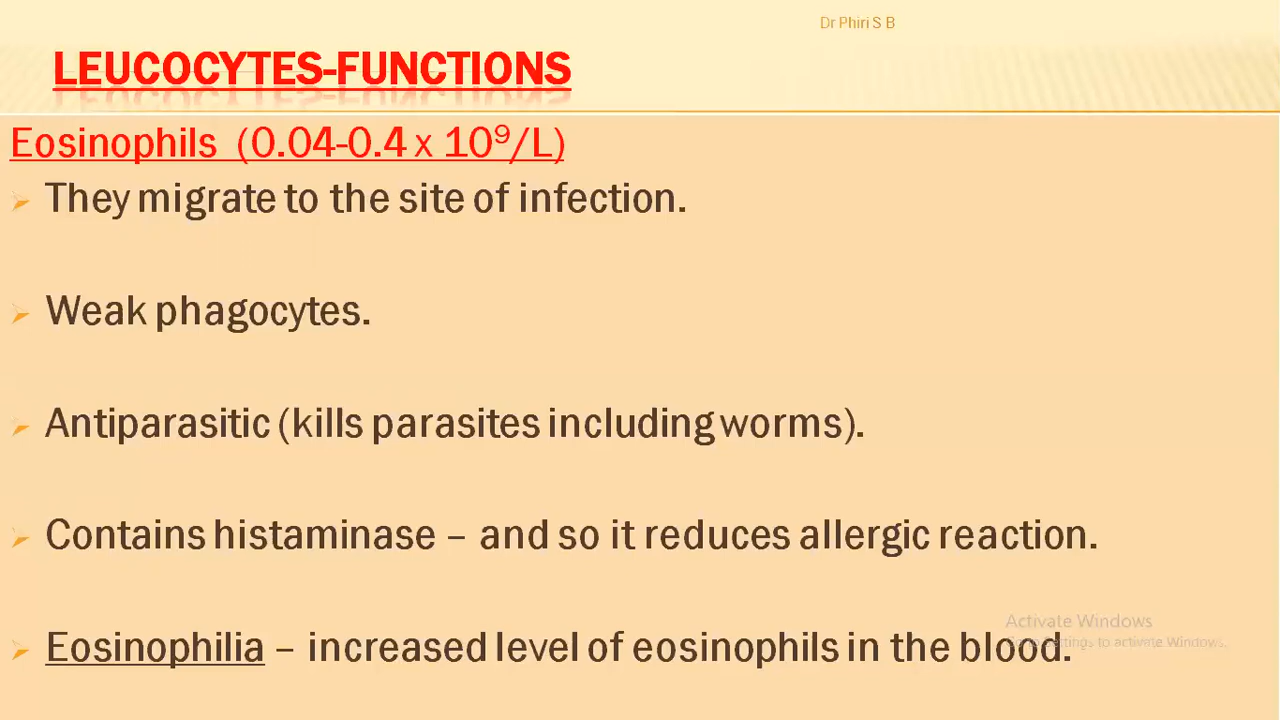 Dr Phiri S B
LEUCOCYTES-FUNCTIONS
Eosinophils (0.04-0.4 x 10⁹/L)
They migrate to the site of infection.
Weak phagocytes.
Antiparasitic (kills parasites including worms).
Contains histaminase – and so it reduces allergic reaction.
Activate Windows
Go to Settings to activate Windows.
Eosinophilia – increased level of eosinophils in the blood.